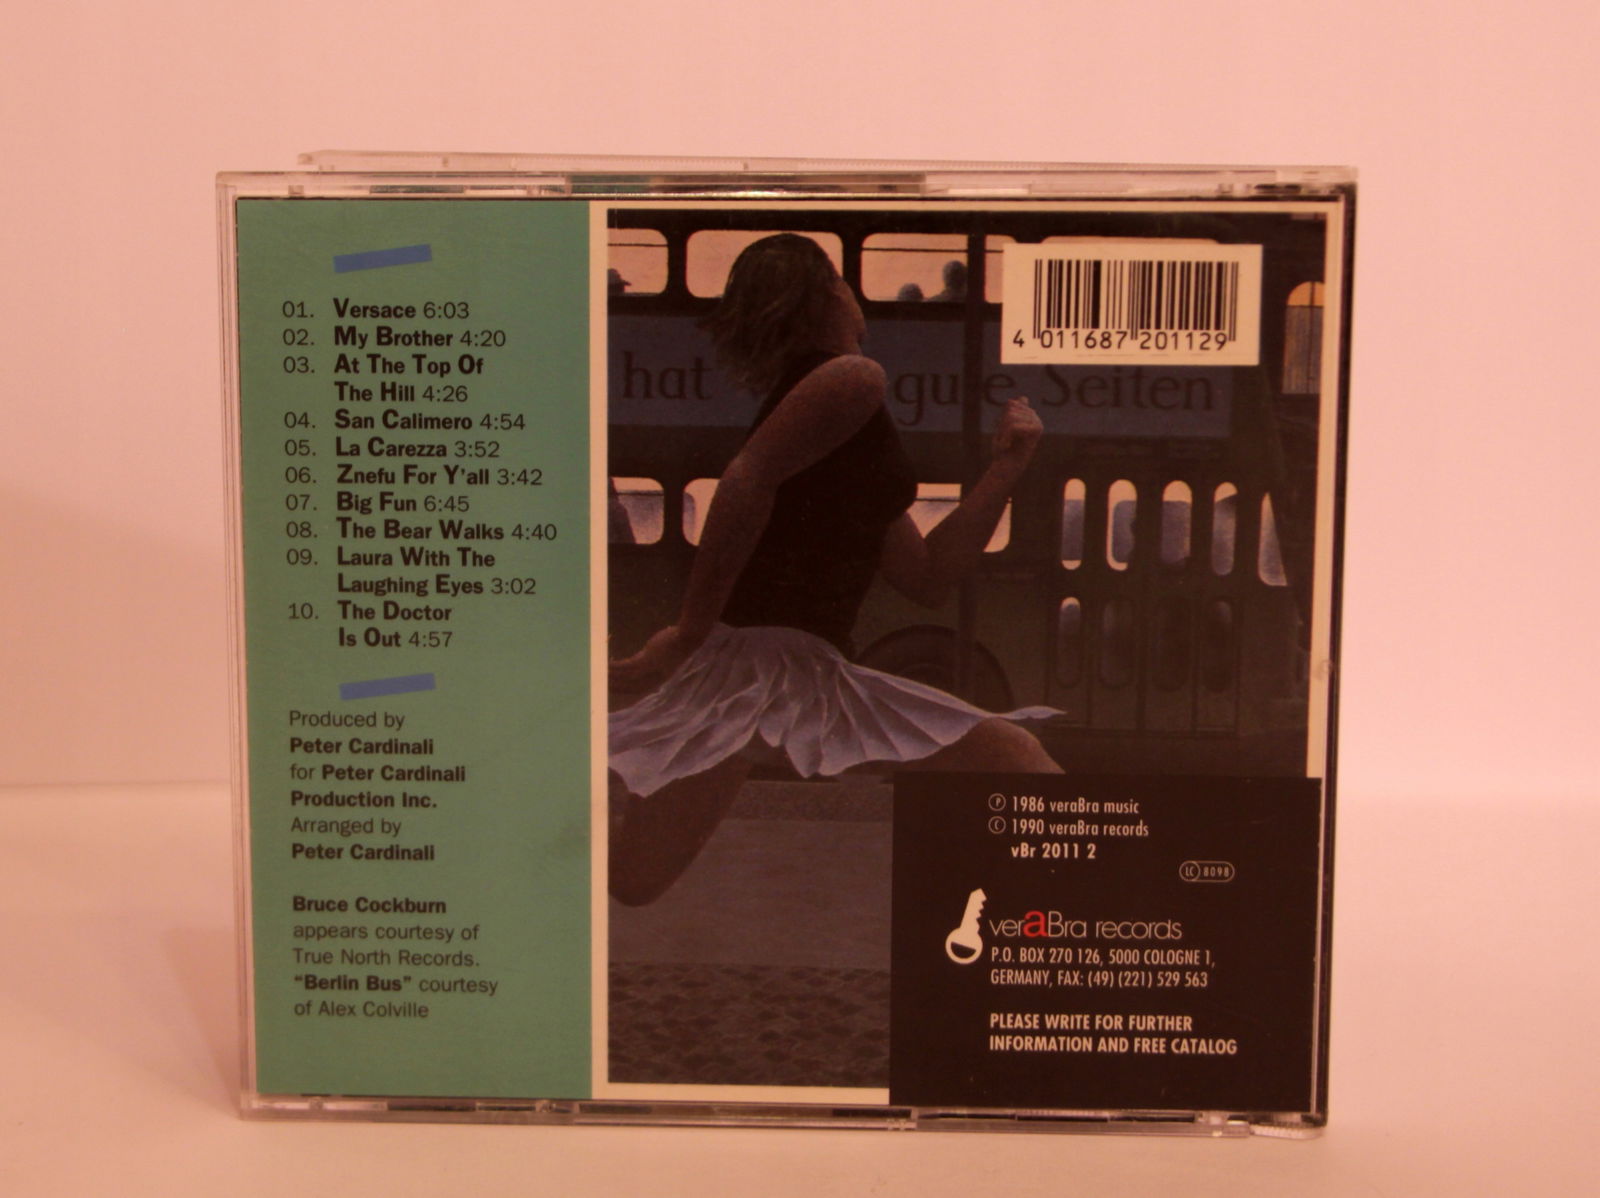 01. Versace 6:03
02. My Brother 4:20
03. At The Top Of
The Hill 4:26
04. San Calimero 4:54
05. La Carezza 3:52
06. Znefu For Y'all 3:42
07. Big Fun 6:45
08. The Bear Walks 4:40
09. Laura With The
Laughing Eyes 3:02
10. The Doctor
Is Out 4:57
Produced by
Peter Cardinali
for Peter Cardinali
Production Inc.
Arranged by
Peter Cardinali
Bruce Cockburn
appears courtesy of
True North Records.
"Berlin Bus" courtesy
of Alex Colville
4 011687 201129
hat gute Seiten
℗ 1986 veraBra music
© 1990 veraBra records
vBr 2011 2
LC 8098
veraBra records
P.O. BOX 270 126, 5000 COLOGNE 1,
GERMANY, FAX: (49) (221) 529 563
PLEASE WRITE FOR FURTHER
INFORMATION AND FREE CATALOG